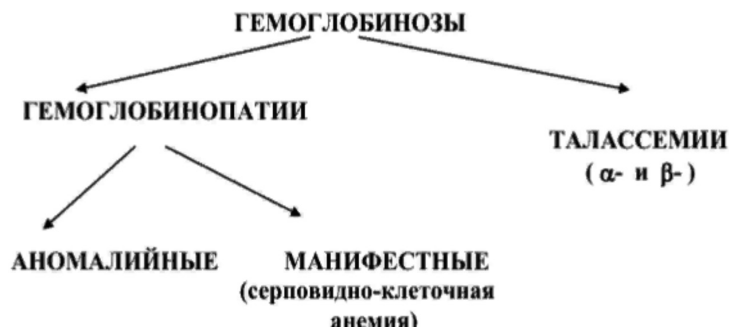 ГЕМОГЛОБИНОЗЫ
ГЕМОГЛОБИНОПАТИИ
ТАЛАССЕМИИ
( α- и β- )
АНОМАЛИЙНЫЕ
МАНИФЕСТНЫЕ
(серповидно-клеточная
анемия)